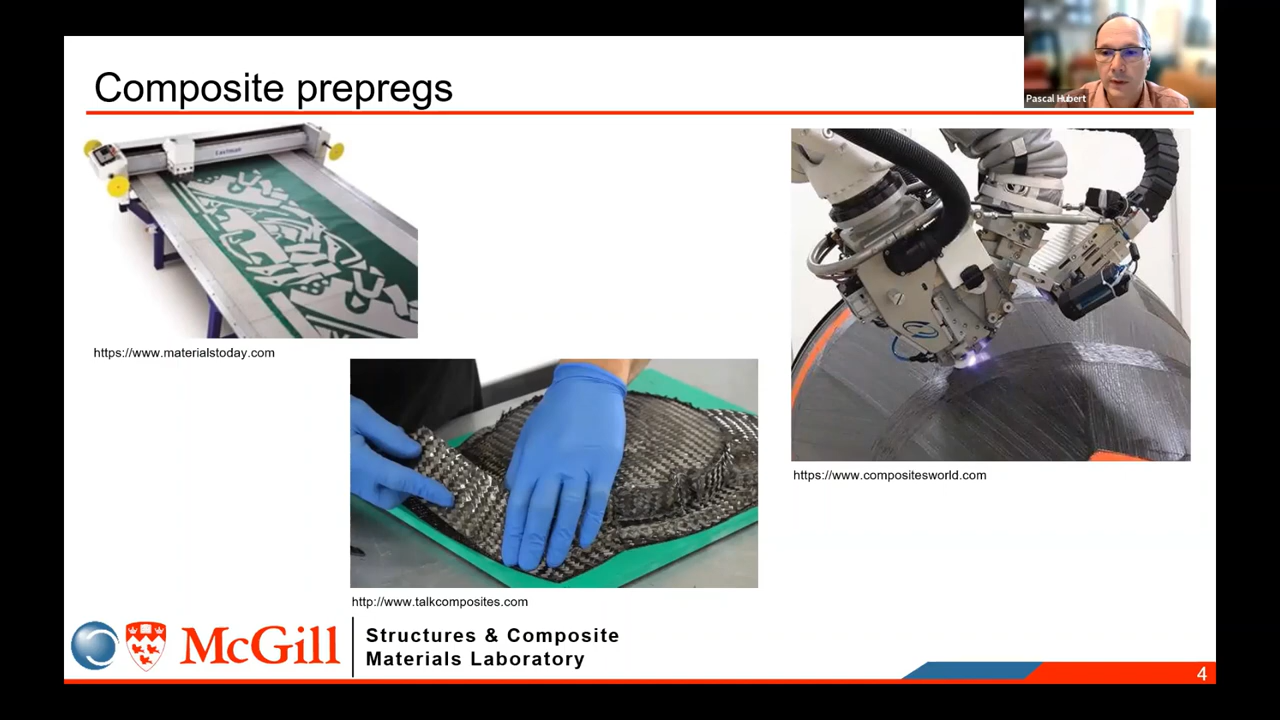 Composite prepregs
Pascal Hubert
Eastman
https://www.materialstoday.com
https://www.compositesworld.com
http://www.talkcomposites.com
McGill
Structures & Composite
Materials Laboratory
4